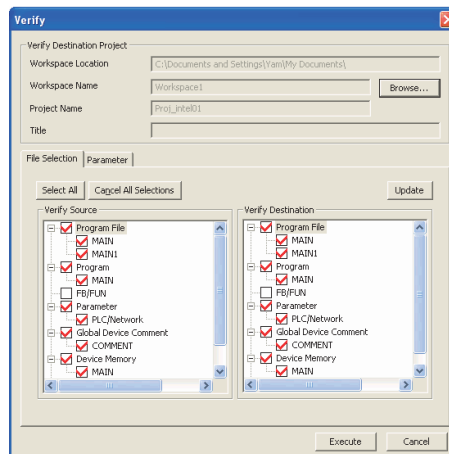 Verify
Verify Destination Project
Workspace Location C:\Documents and Settings\Yam\My Documents\
Workspace Name Workspace1 Browse...
Project Name Proj_intel01
Title
File Selection Parameter
Select All Cancel All Selections Update
Verify Source Verify Destination
Program File Program File
MAIN MAIN
MAIN1 MAIN1
Program Program
MAIN MAIN
FB/FUN FB/FUN
Parameter Parameter
PLC/Network PLC/Network
Global Device Comment Global Device Comment
COMMENT COMMENT
Device Memory Device Memory
MAIN MAIN
Execute Cancel